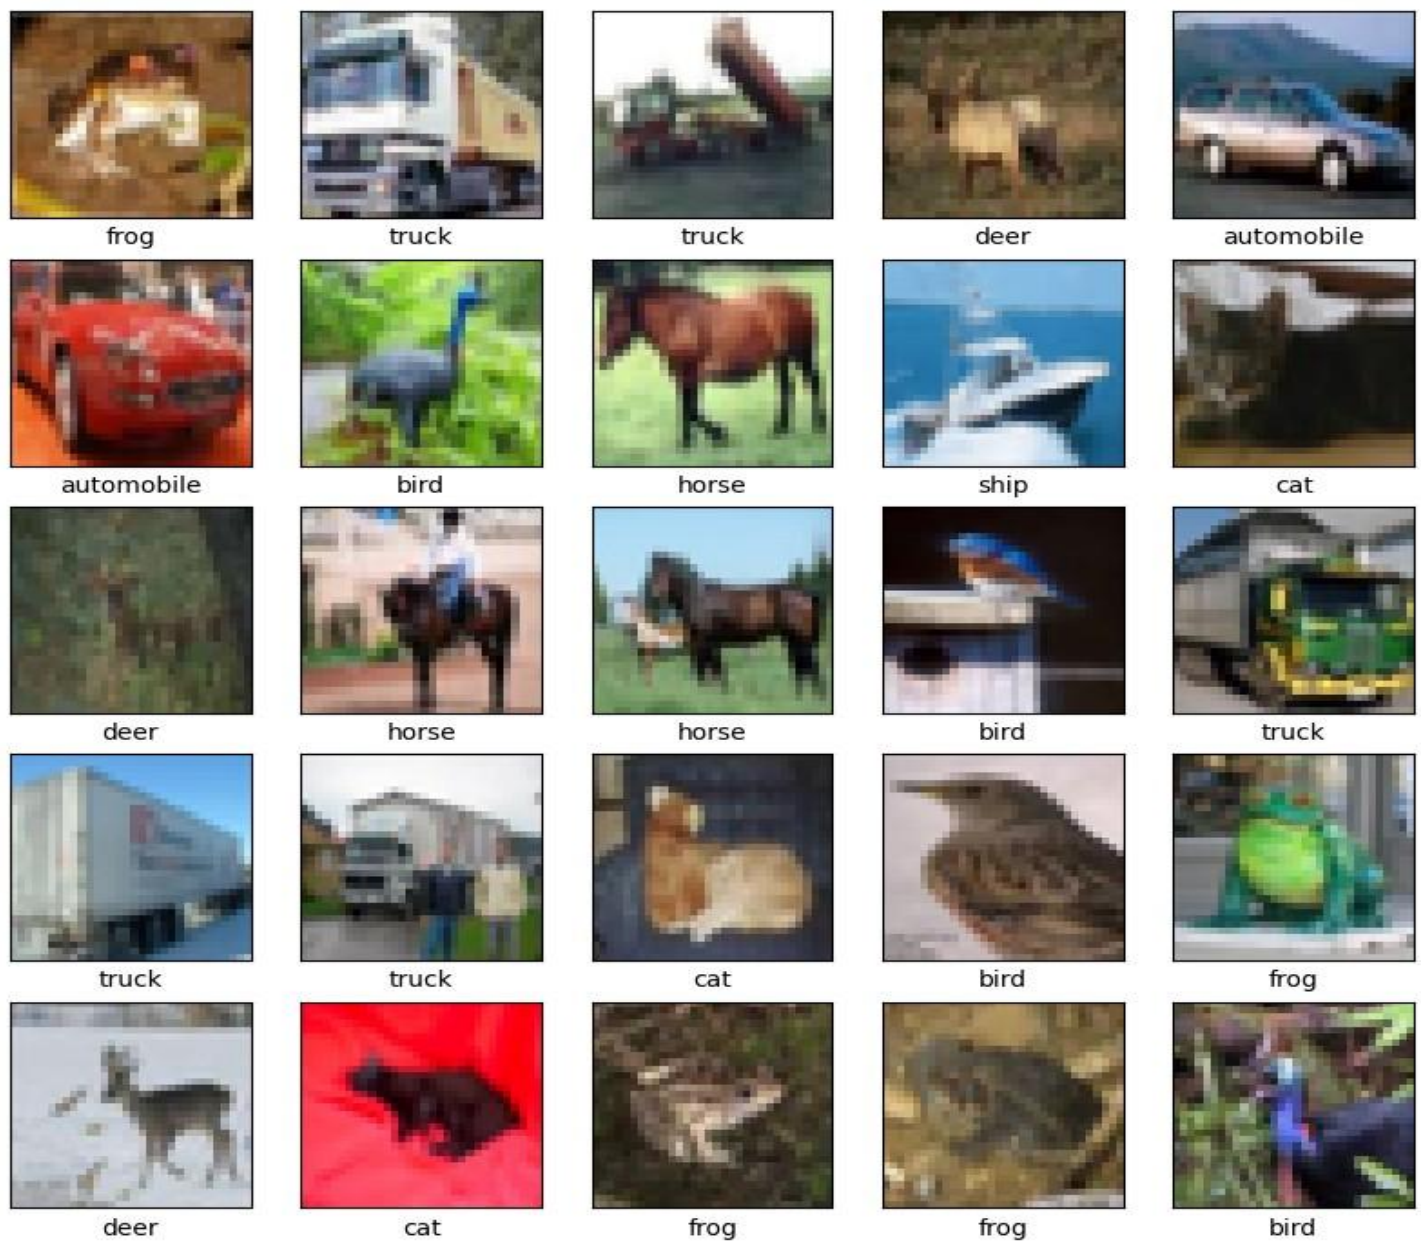 frog truck truck deer automobile
automobile bird horse ship cat
deer horse horse bird truck
truck truck cat bird frog
deer cat frog frog bird